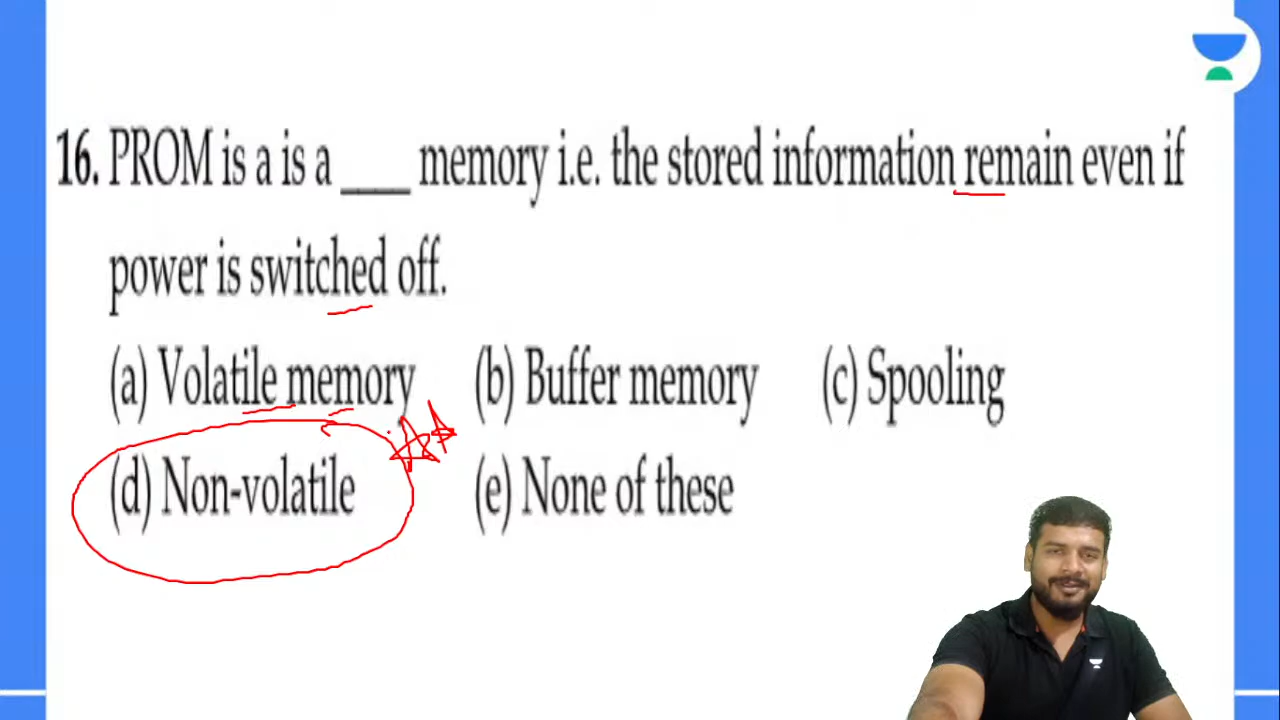 16. PROM is a is a ____ memory i.e. the stored information remain even if
power is switched off.
(a) Volatile memory (b) Buffer memory (c) Spooling
(d) Non-volatile (e) None of these